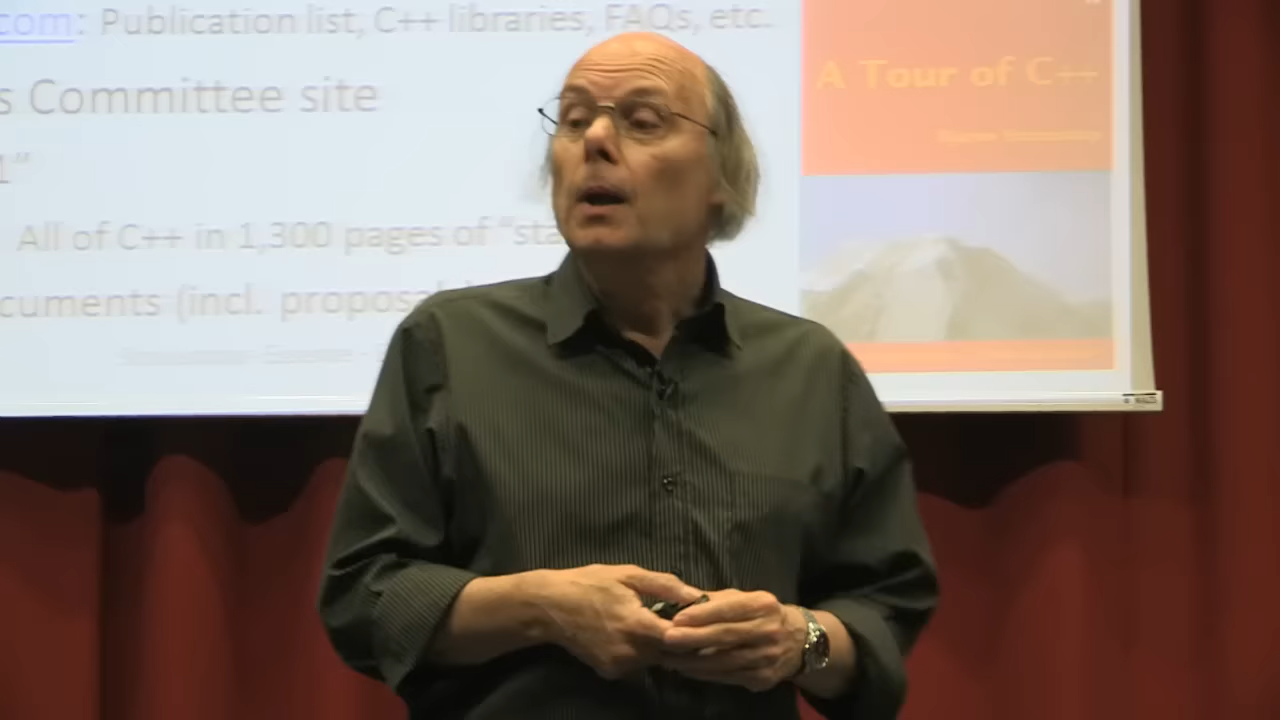 com: Publication list, C++ libraries, FAQs, etc.
s Committee site
1"
All of C++ in 1,300 pages of "sta
cuments (incl. proposal
A Tour of C++